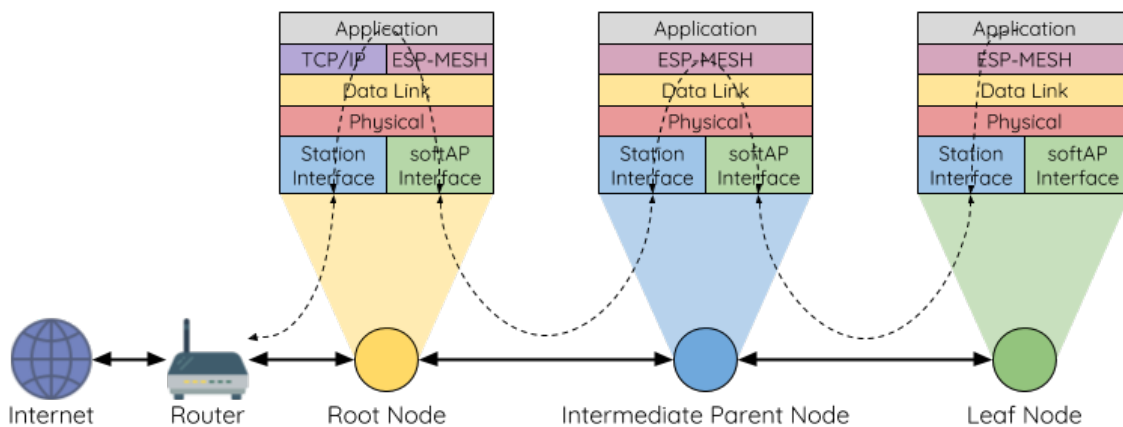 Application
TCP/IP
ESP-MESH
Data Link
Physical
Station
Interface
softAP
Interface
Application
ESP-MESH
Data Link
Physical
Station
Interface
softAP
Interface
Application
ESP-MESH
Data Link
Physical
Station
Interface
softAP
Interface
Internet
Router
Root Node
Intermediate Parent Node
Leaf Node